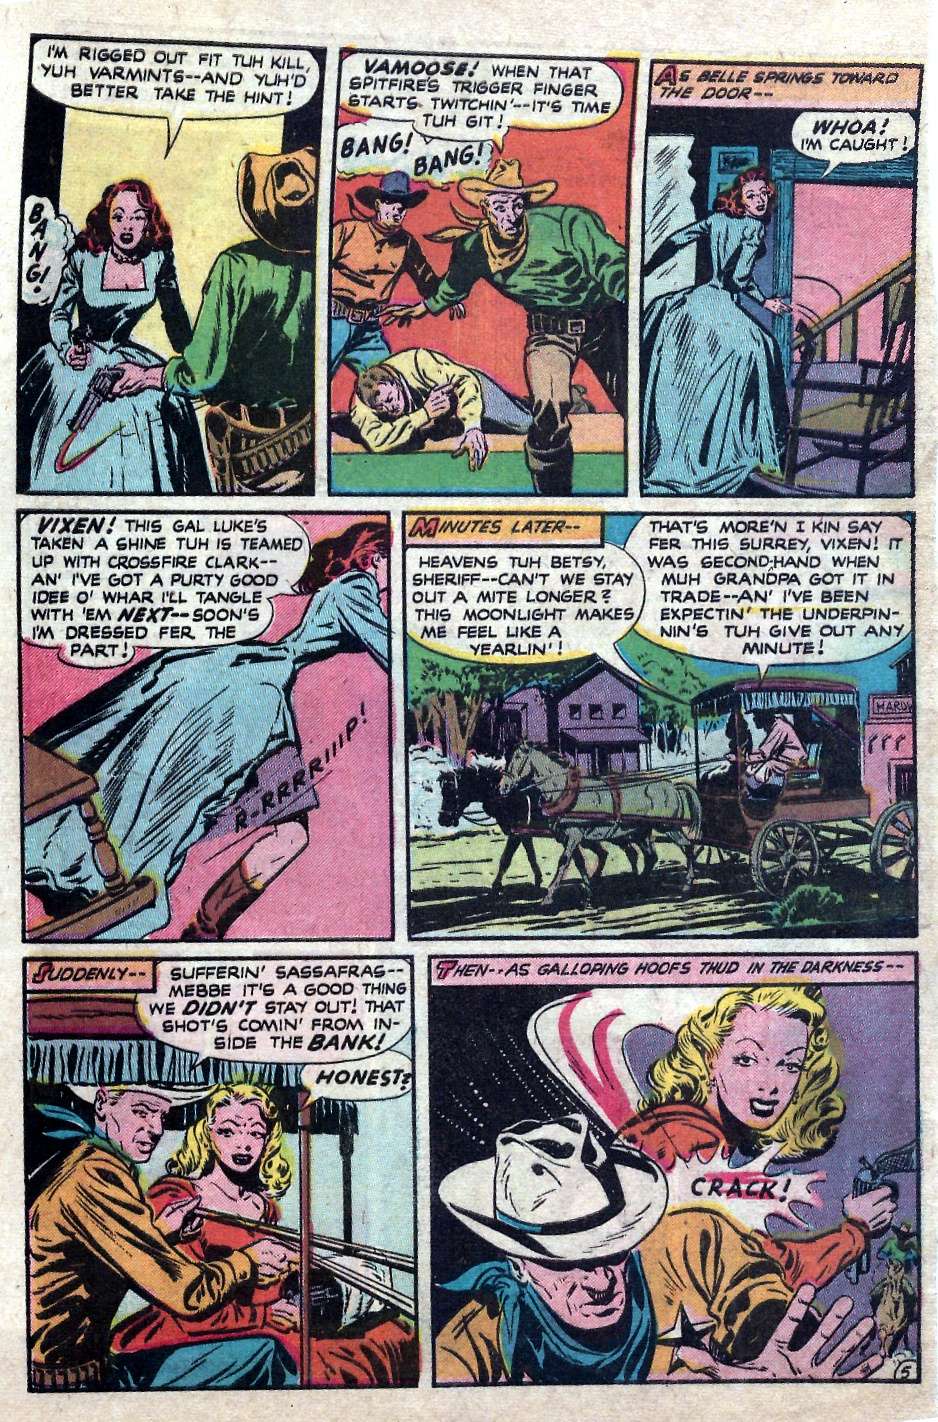 I'M RIGGED OUT FIT TUH KILL,
YUH VARMINTS--AND YUH'D
BETTER TAKE THE HINT!
BANG!
VAMOOSE! WHEN THAT
SPITFIRE'S TRIGGER FINGER
STARTS TWITCHIN'--IT'S TIME
TUH GIT!
BANG!
BANG!
AS BELLE SPRINGS TOWARD
THE DOOR--
WHOA!
I'M CAUGHT!
VIXEN! THIS GAL LUKE'S
TAKEN A SHINE TUH IS TEAMED
UP WITH CROSSFIRE CLARK--
AN' I'VE GOT A PURTY GOOD
IDEE O' WHAR I'LL TANGLE
WITH 'EM NEXT--SOON'S
I'M DRESSED FER THE
PART!
R-RRRRIIIIP!
MINUTES LATER--
HEAVENS TUH BETSY,
SHERIFF--CAN'T WE STAY
OUT A MITE LONGER?
THIS MOONLIGHT MAKES
ME FEEL LIKE A
YEARLIN'!
THAT'S MORE'N I KIN SAY
FER THIS SURREY, VIXEN! IT
WAS SECOND-HAND WHEN
MUH GRANDPA GOT IT IN
TRADE--AN' I'VE BEEN
EXPECTIN' THE UNDERPIN-
NIN'S TUH GIVE OUT ANY
MINUTE!
HARDW
SUDDENLY--
SUFFERIN' SASSAFRAS--
MEBBE IT'S A GOOD THING
WE DIDN'T STAY OUT! THAT
SHOT'S COMIN' FROM IN-
SIDE THE BANK!
HONEST?
THEN--AS GALLOPING HOOFS THUD IN THE DARKNESS--
CRACK!
5